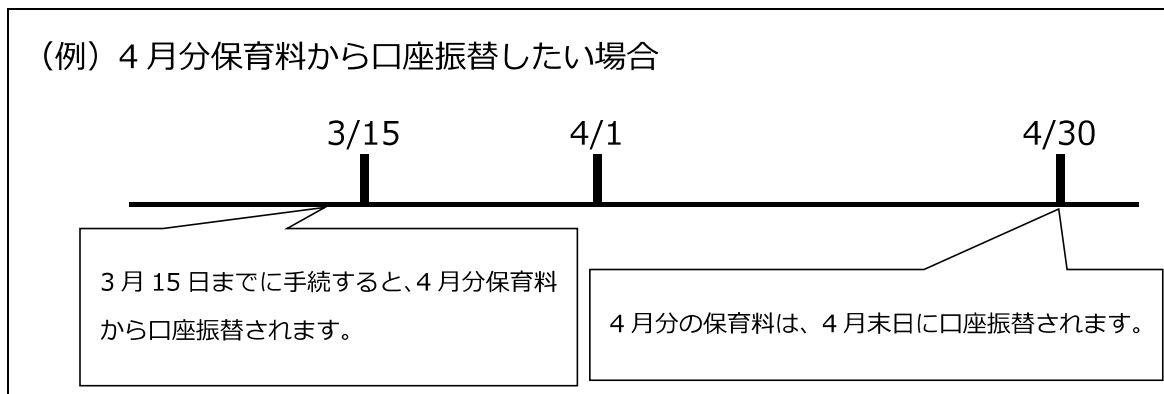 （例）４月分保育料から口座振替したい場合
3/15 4/1 4/30
３月 15 日までに手続すると、４月分保育料
から口座振替されます。
４月分の保育料は、４月末日に口座振替されます。